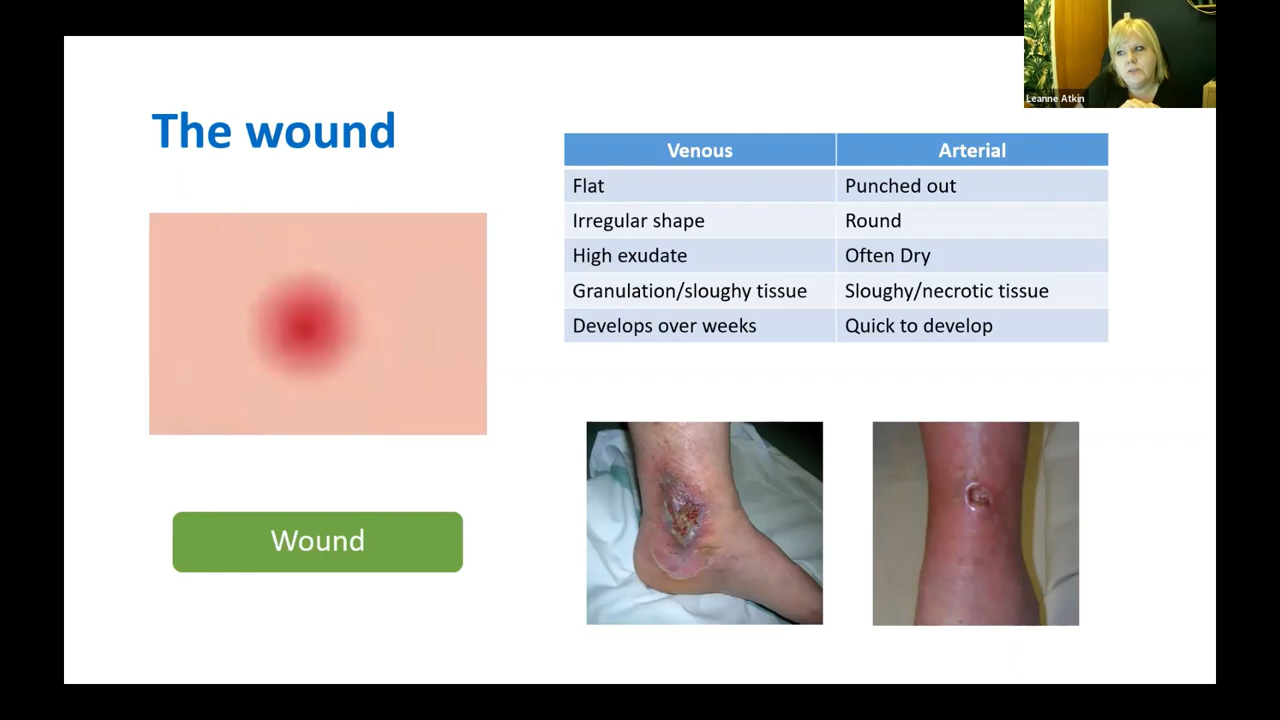 Leanne Atkin
The wound
Venous Arterial
Flat Punched out
Irregular shape Round
High exudate Often Dry
Granulation/sloughy tissue Sloughy/necrotic tissue
Develops over weeks Quick to develop
Wound